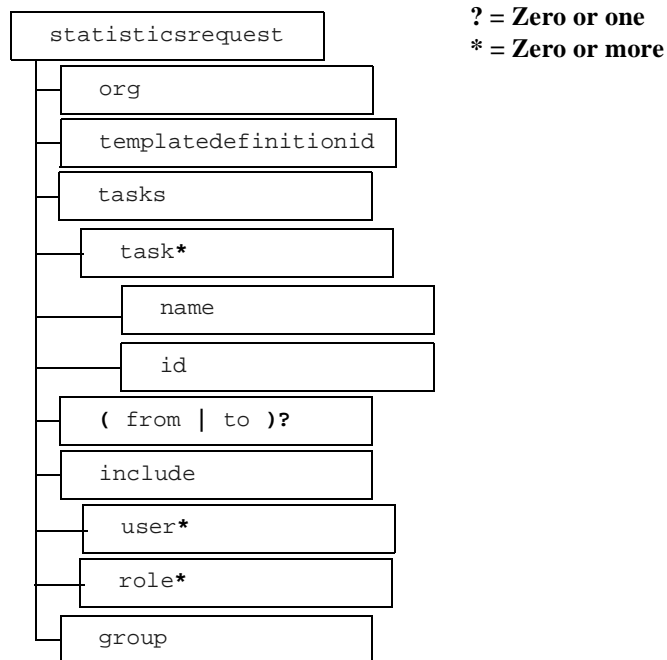 ? = Zero or one
* = Zero or more
statisticsrequest
org
templatedefinitionid
tasks
task*
name
id
( from | to )?
include
user*
role*
group